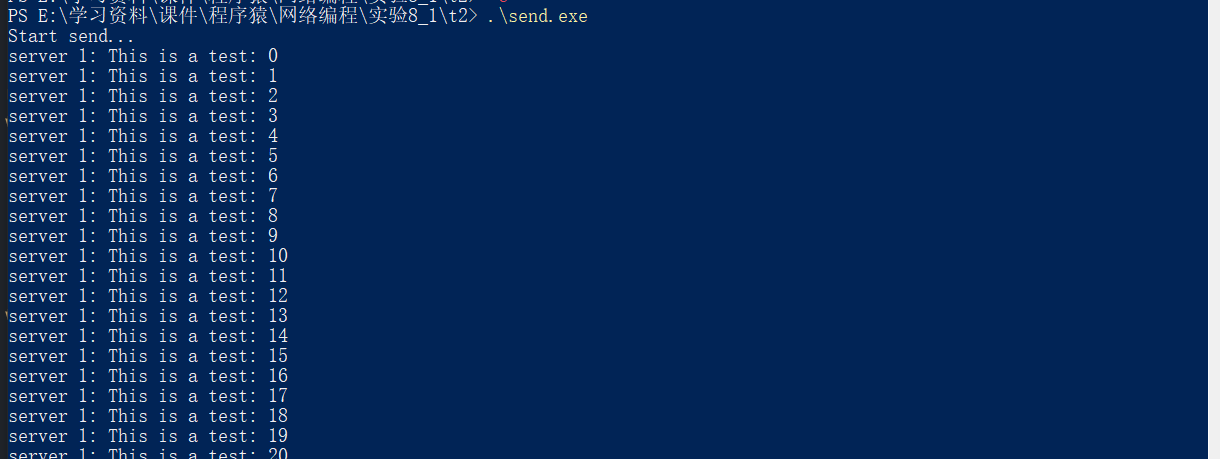 PS E:\学习资料\课件\程序猿\网络编程\实验8_1\t2> .\send.exe
Start send...
server 1: This is a test: 0
server 1: This is a test: 1
server 1: This is a test: 2
server 1: This is a test: 3
server 1: This is a test: 4
server 1: This is a test: 5
server 1: This is a test: 6
server 1: This is a test: 7
server 1: This is a test: 8
server 1: This is a test: 9
server 1: This is a test: 10
server 1: This is a test: 11
server 1: This is a test: 12
server 1: This is a test: 13
server 1: This is a test: 14
server 1: This is a test: 15
server 1: This is a test: 16
server 1: This is a test: 17
server 1: This is a test: 18
server 1: This is a test: 19
server 1: This is a test: 20